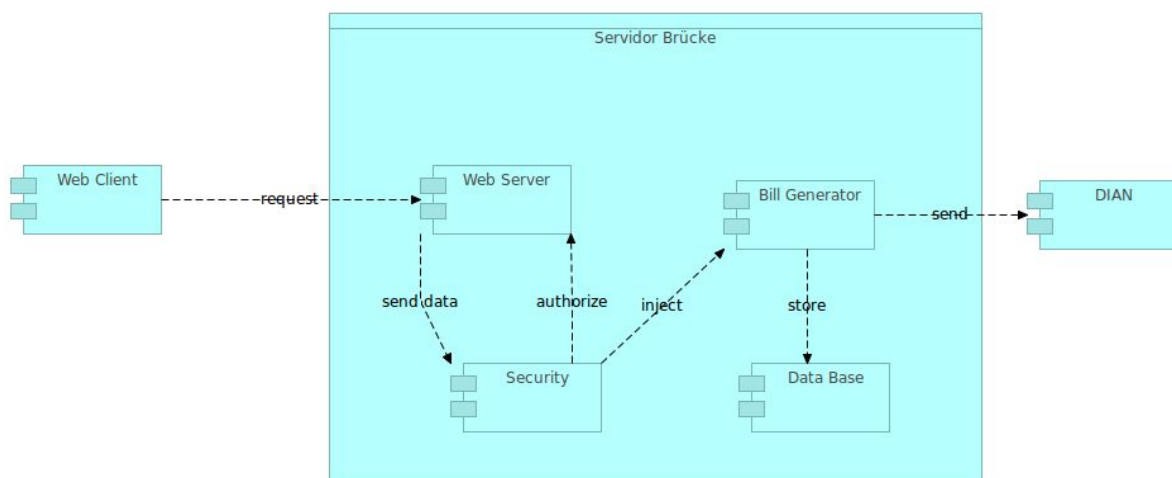 Servidor Brücke
Web Client
request
Web Server
Bill Generator
send
DIAN
send data
authorize
inject
store
Security
Data Base